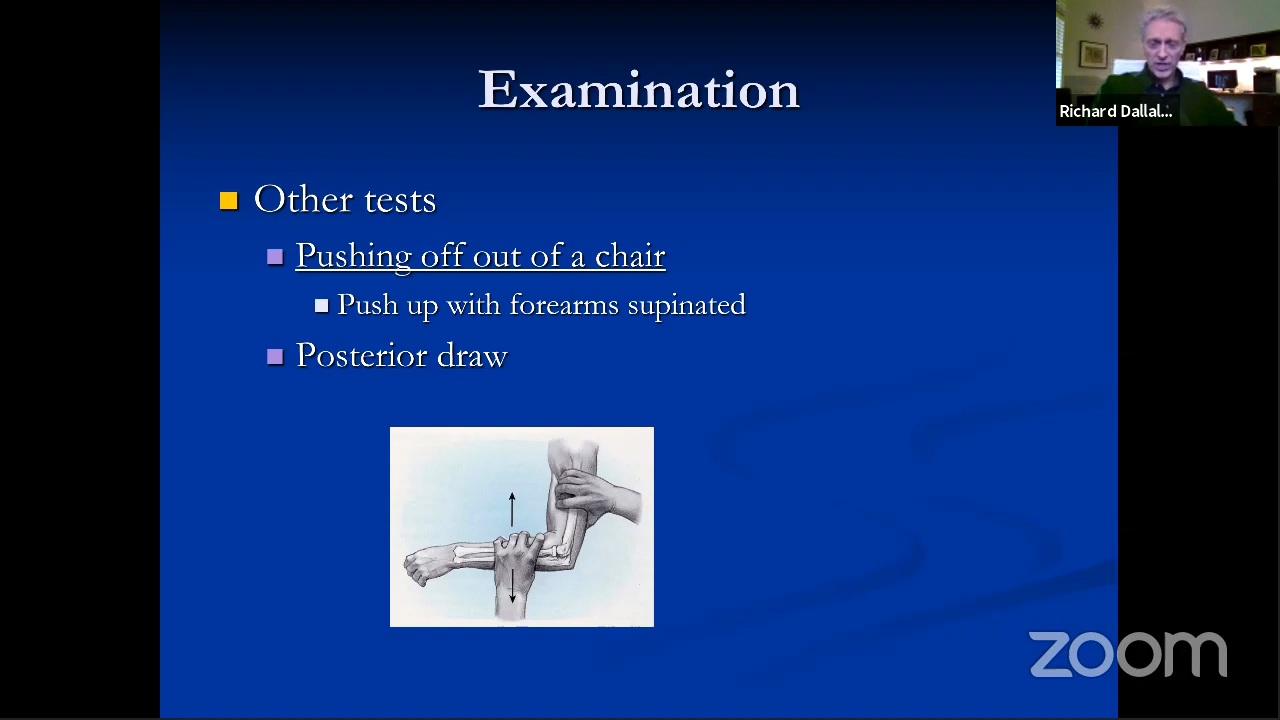 Examination
Richard Dallal...
Other tests
Pushing off out of a chair
Push up with forearms supinated
Posterior draw
zoom